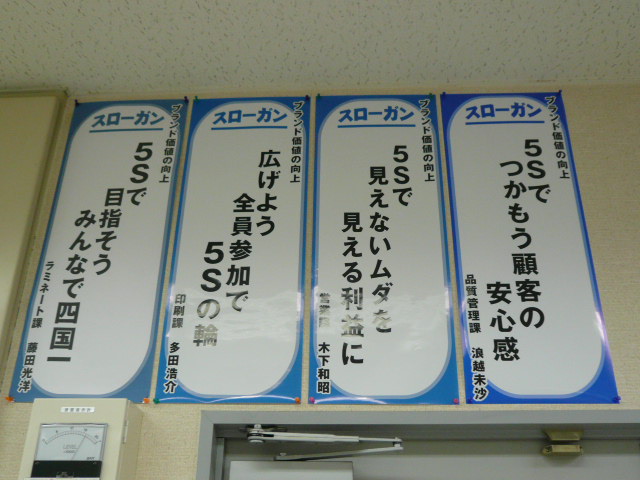 スローガン
ブランド価値の向上
5Sで
つかもう顧客の
安心感
品質管理課 浪越未沙
スローガン
ブランド価値の向上
5Sで
見えないムダを
見える利益に
木下和昭
スローガン
ブランド価値の向上
広げよう
全員参加で
5Sの輪
印刷課 多田浩介
スローガン
ブランド価値の向上
5Sで
目指そう
みんなで四国一
ラミネート課 藤田光洋